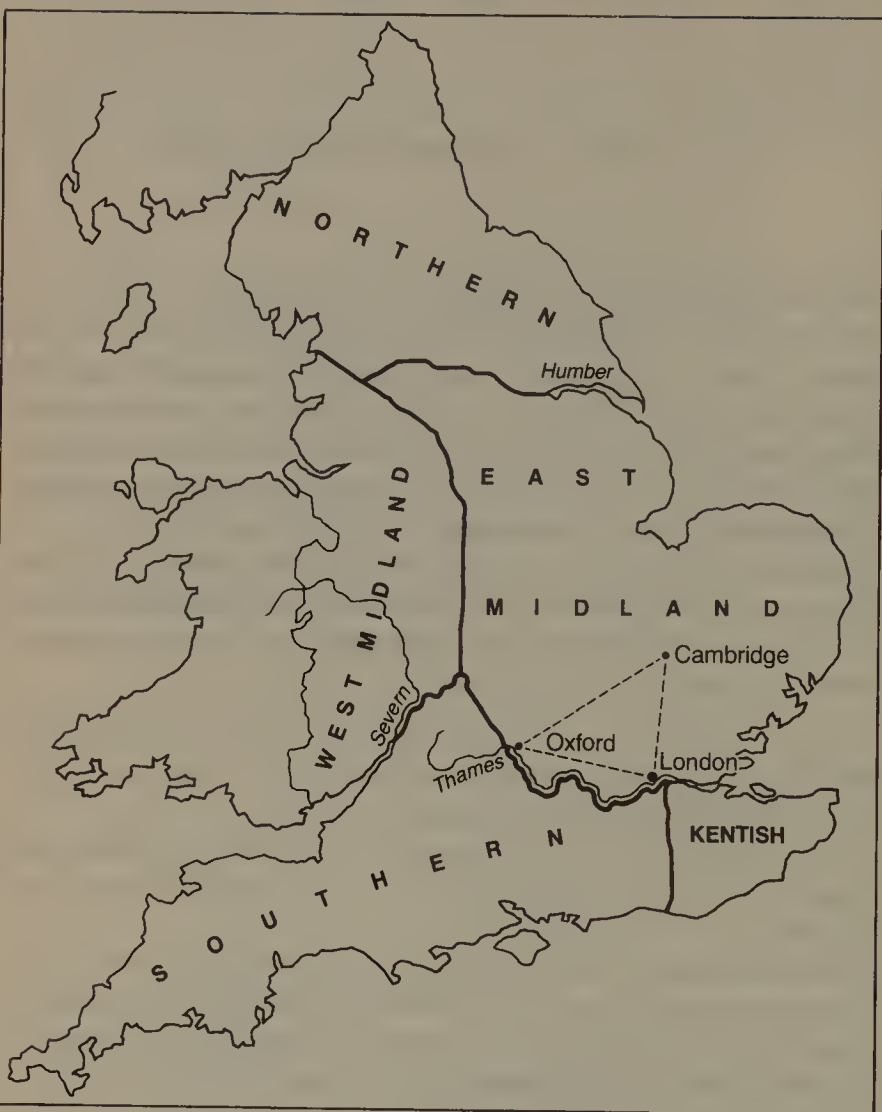 NORTHERN
Humber
EAST
MIDLAND
WEST MIDLAND
Severn
Cambridge
Oxford
London
Thames
KENTISH
SOUTHERN